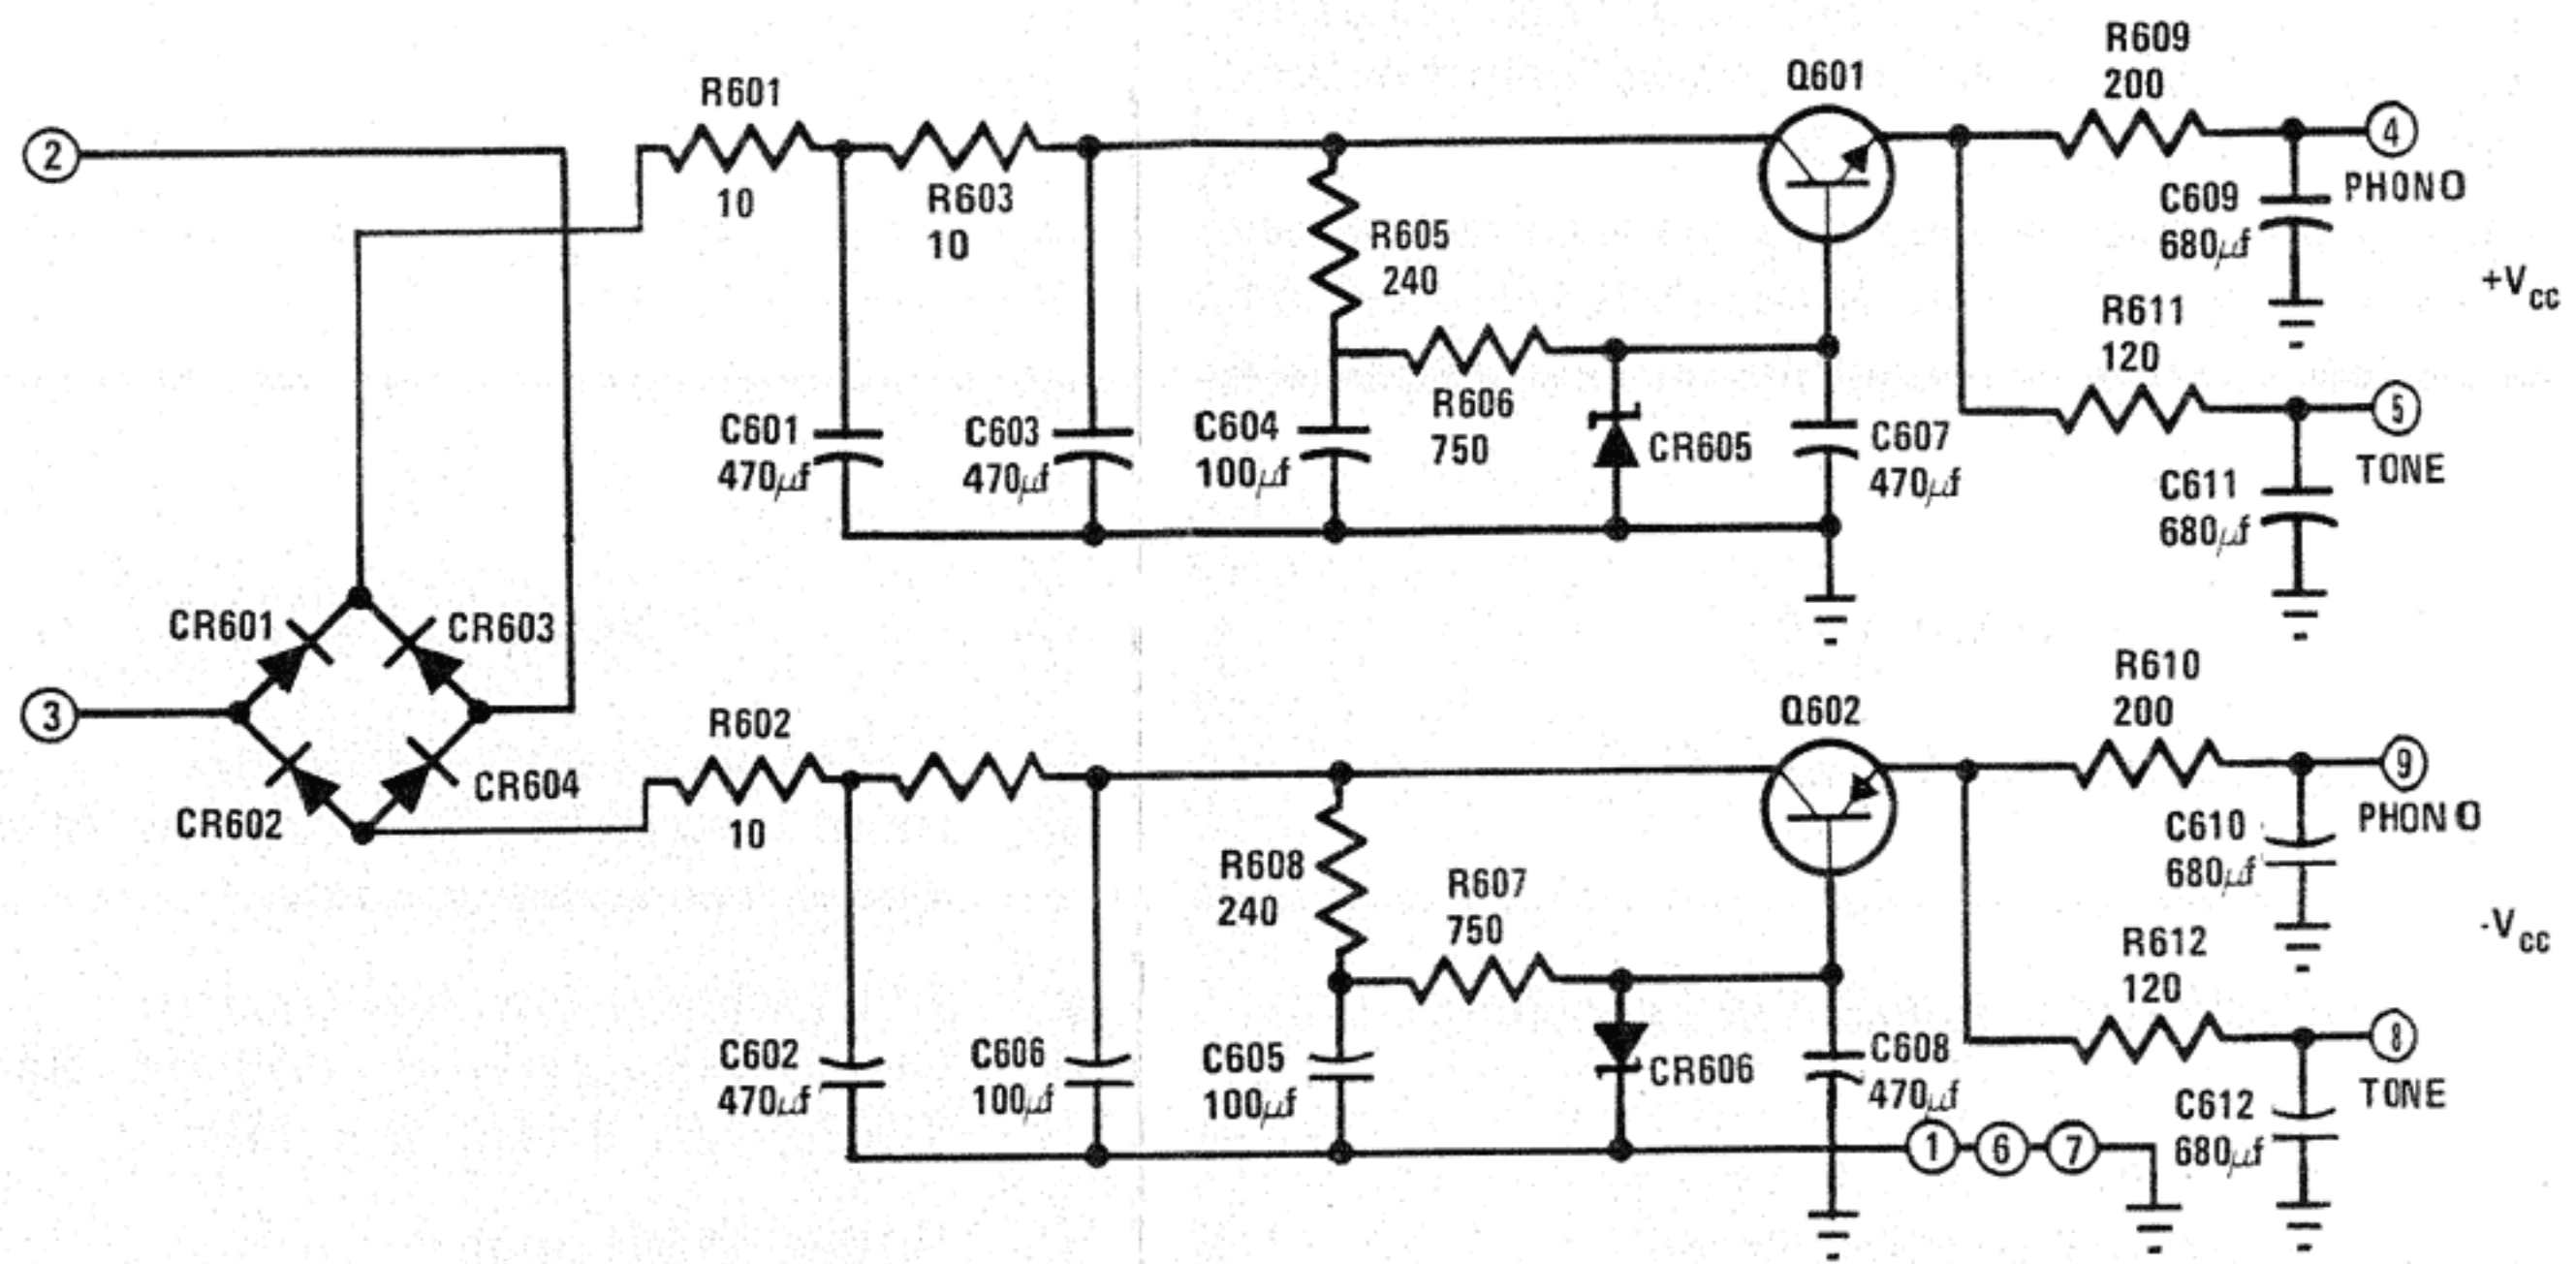 2
R601
10
R603
10
Q601
R609
200
4
PHONO
C609
680μf
+Vcc
R605
240
R606
750
C601
470μf
C603
470μf
C604
100μf
CR605
C607
470μf
R611
120
5
TONE
C611
680μf
CR601
CR603
3
CR602
CR604
R602
10
Q602
R610
200
9
PHONO
C610
680μf
-Vcc
R608
240
R607
750
C602
470μf
C606
100μf
C605
100μf
CR606
C608
470μf
R612
120
8
TONE
C612
680μf
1
6
7